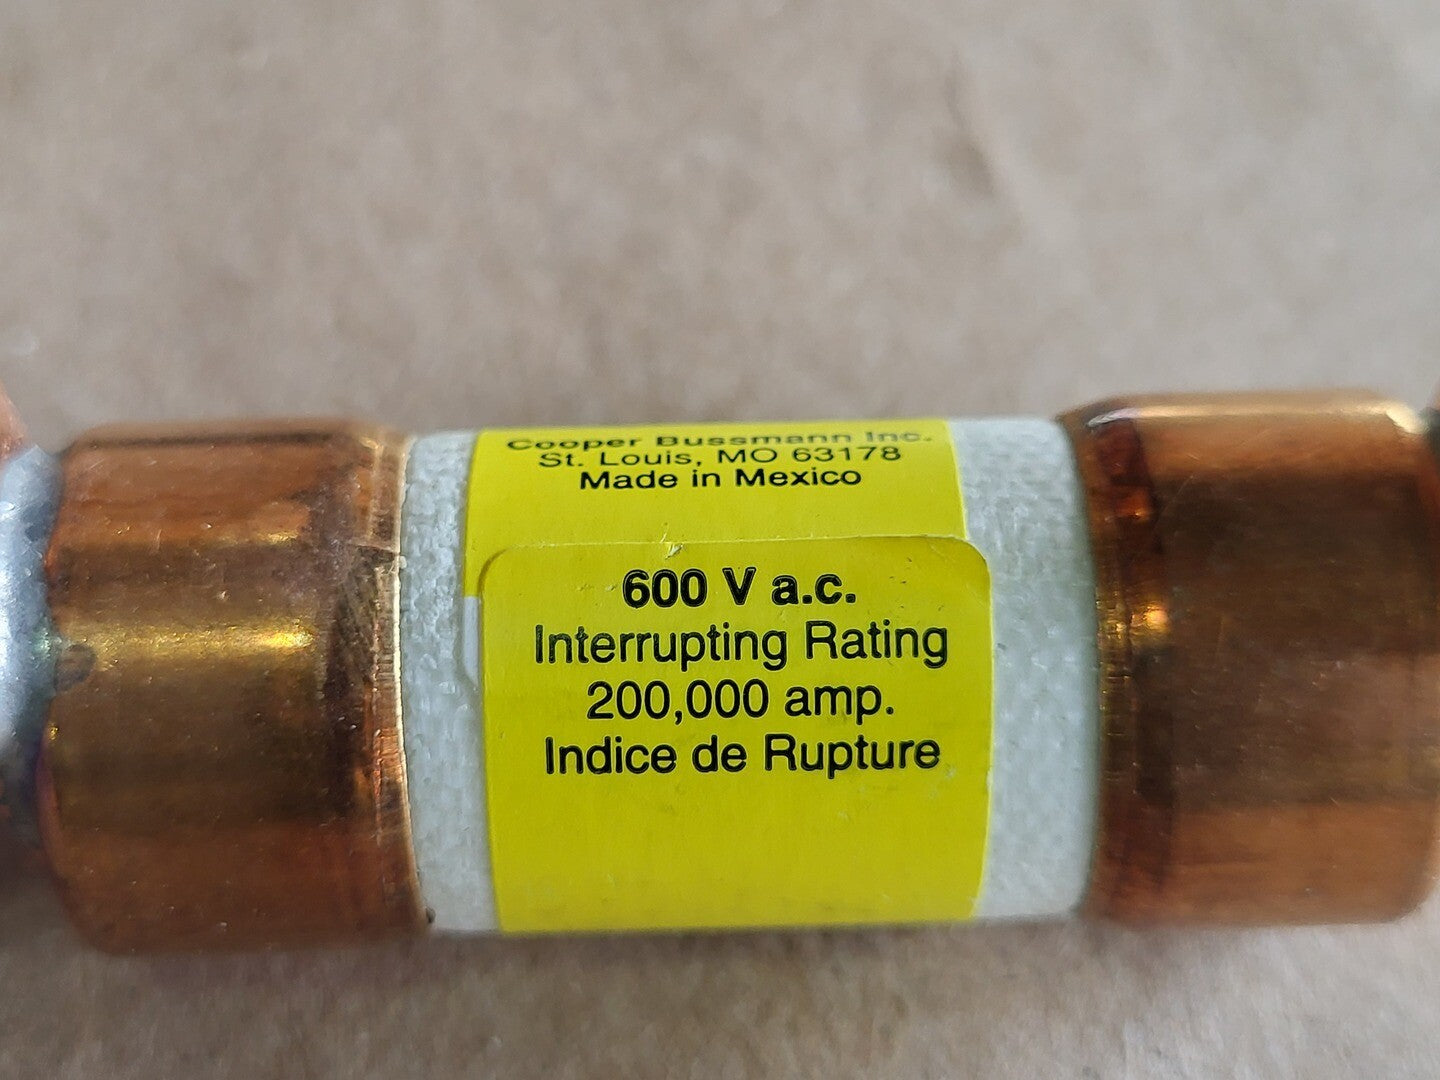 Cooper Bussmann Inc.
St. Louis, MO 63178
Made in Mexico
600 V a.c.
Interrupting Rating
200,000 amp.
Indice de Rupture